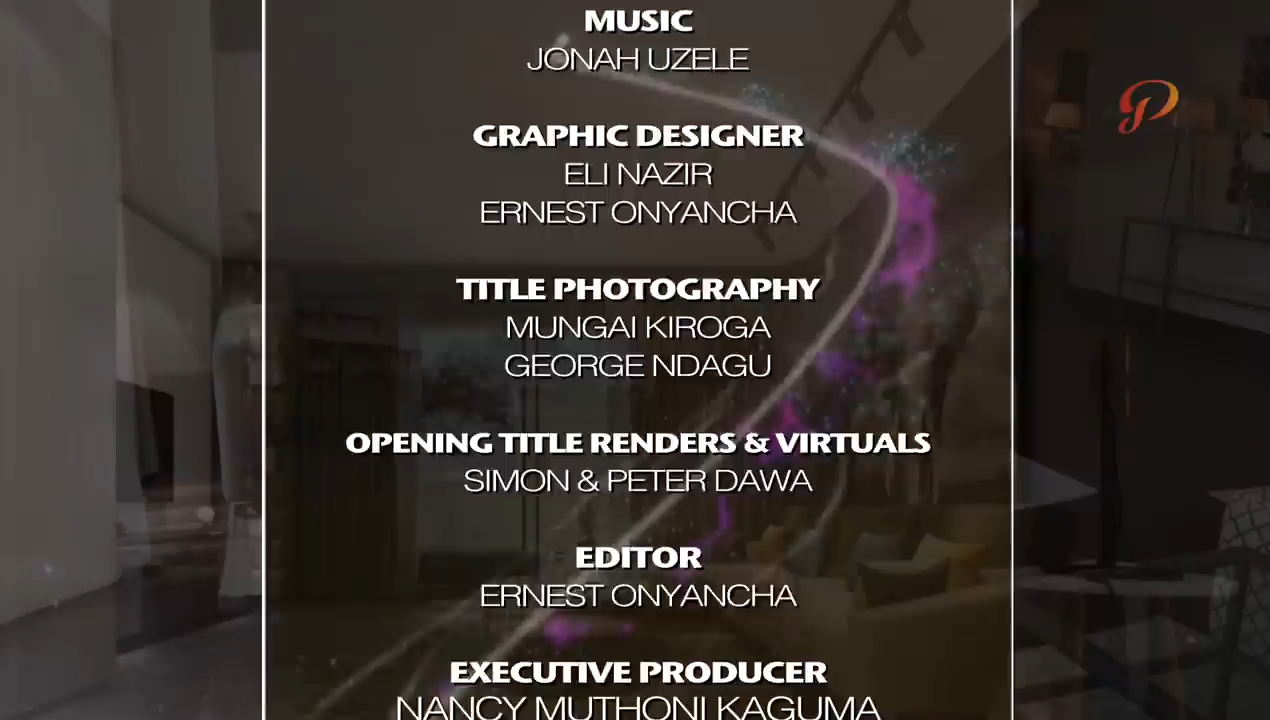 MUSIC
JONAH UZELE
GRAPHIC DESIGNER
ELI NAZIR
ERNEST ONYANCHA
TITLE PHOTOGRAPHY
MUNGAI KIROGA
GEORGE NDAGU
OPENING TITLE RENDERS & VIRTUALS
SIMON & PETER DAWA
EDITOR
ERNEST ONYANCHA
EXECUTIVE PRODUCER
NANCY MUTHONI KAGUMA